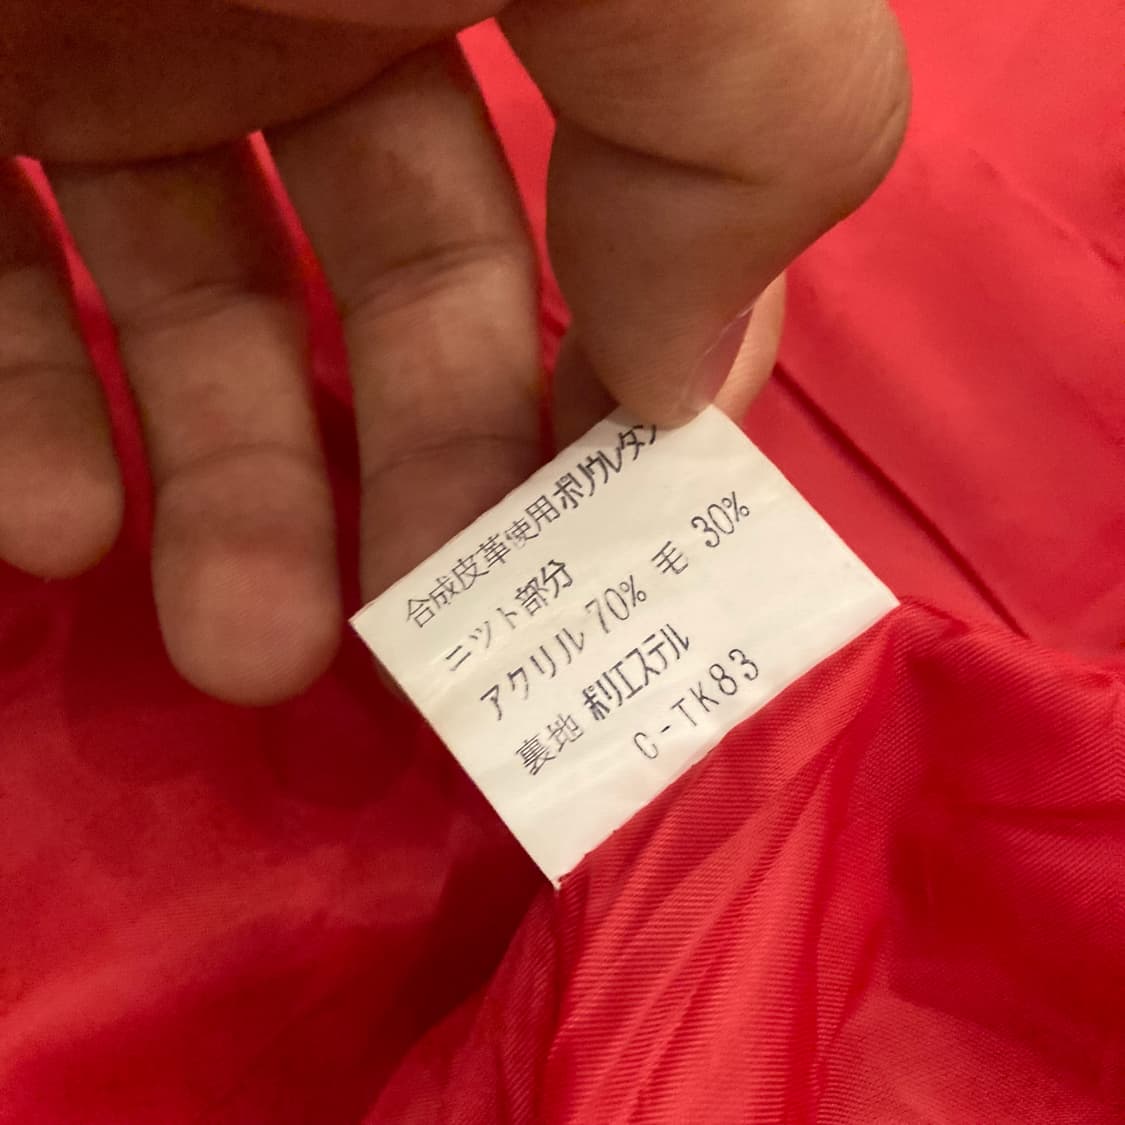 合成皮革使用ポリウレタン
ニット部分
アクリル 70% 毛 30%
裏地 ポリエステル
C-TK83